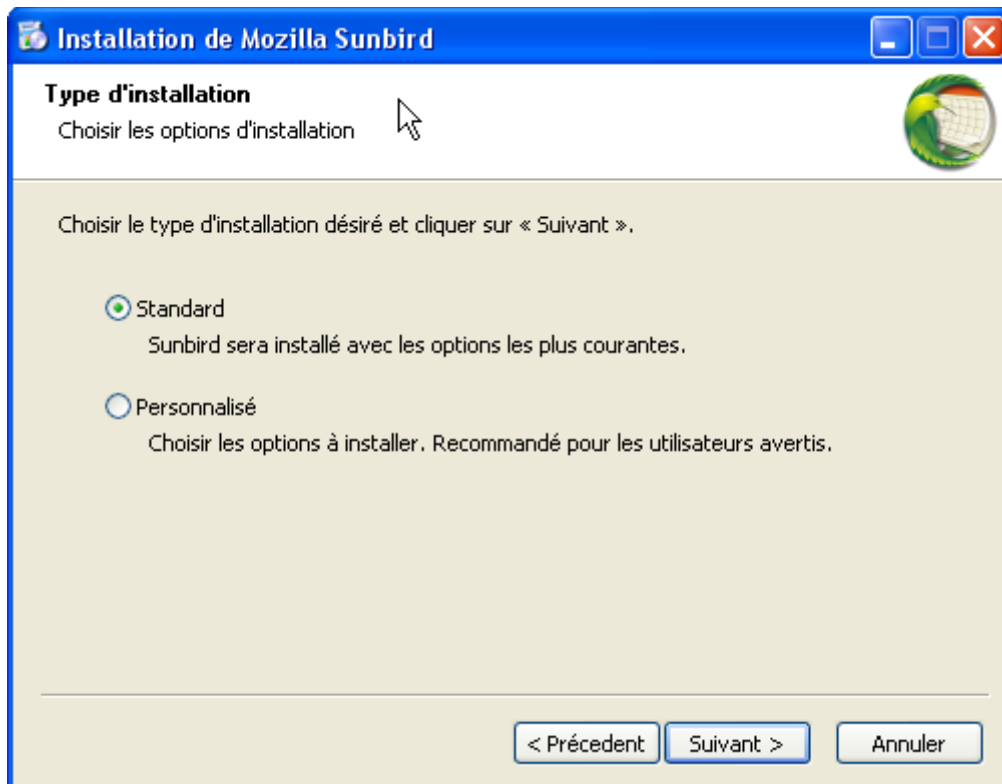 Installation de Mozilla Sunbird
Type d'installation
Choisir les options d'installation
Choisir le type d'installation désiré et cliquer sur « Suivant ».
Standard
Sunbird sera installé avec les options les plus courantes.
Personnalisé
Choisir les options à installer. Recommandé pour les utilisateurs avertis.
< Précedent
Suivant >
Annuler